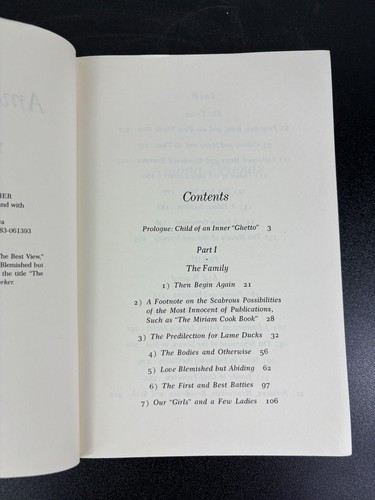 HER
nd with
a
83-061393
he Best View,"
Blemished but
the title "The
rker.
Contents
Prologue: Child of an Inner "Ghetto" 3
Part I
The Family
1) Then Begin Again 21
2) A Footnote on the Scabrous Possibilities
of the Most Innocent of Publications,
Such as "The Miriam Cook Book" 28
3) The Predilection for Lame Ducks 32
4) The Bodies and Otherwise 56
5) Love Blemished but Abiding 62
6) The First and Best Batties 97
7) Our "Girls" and a Few Ladies 106